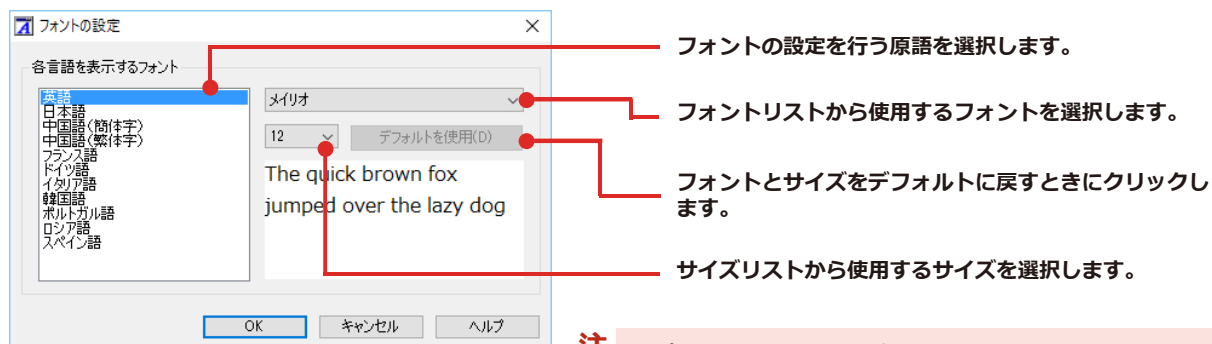 フォントの設定
各言語を表示するフォント
英語
日本語
中国語(簡体字)
中国語(繁体字)
フランス語
ドイツ語
イタリア語
韓国語
ポルトガル語
ロシア語
スペイン語
メイリオ
12
デフォルトを使用(D)
The quick brown fox
jumped over the lazy dog
OK
キャンセル
ヘルプ
フォントの設定を行う原語を選択します。
フォントリストから使用するフォントを選択します。
フォントとサイズをデフォルトに戻すときにクリックし
ます。
サイズリストから使用するサイズを選択します。
注